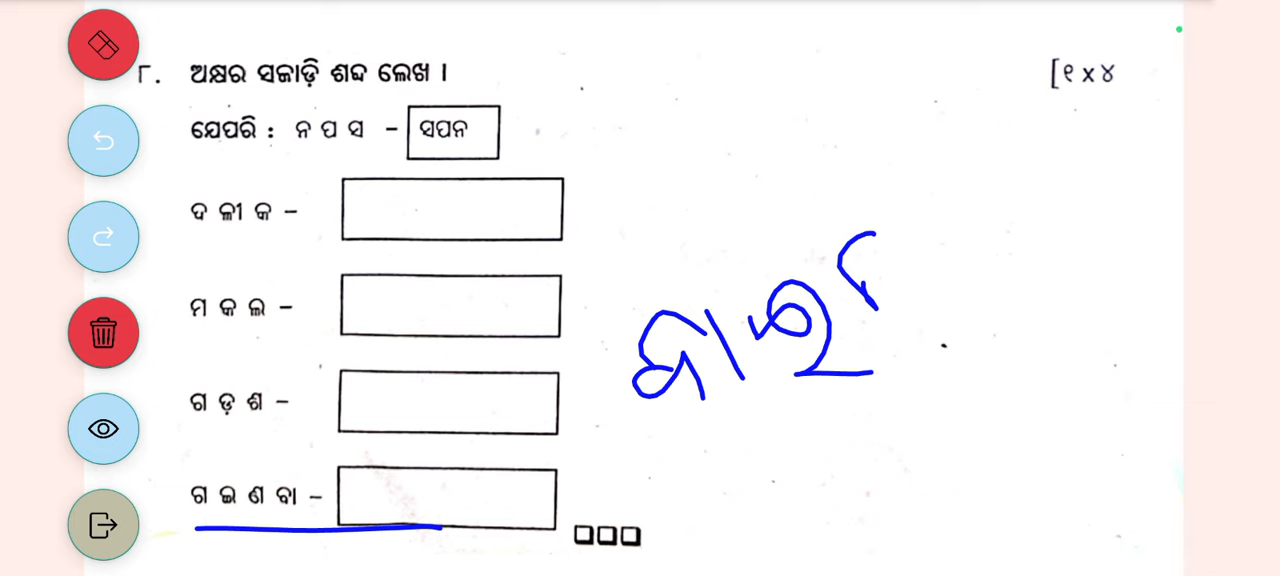 ୮. ଅକ୍ଷର ସଜାଡ଼ି ଶବ୍ଦ ଲେଖ । [୧ x ୪
ଯେପରି : ନ ପ ସ – ସପନ
ଦ ଳୀ କ –
ମ କ ଲ –
ଗ ଡ଼ ଶ –
ଗ ଇ ଣ ବା –